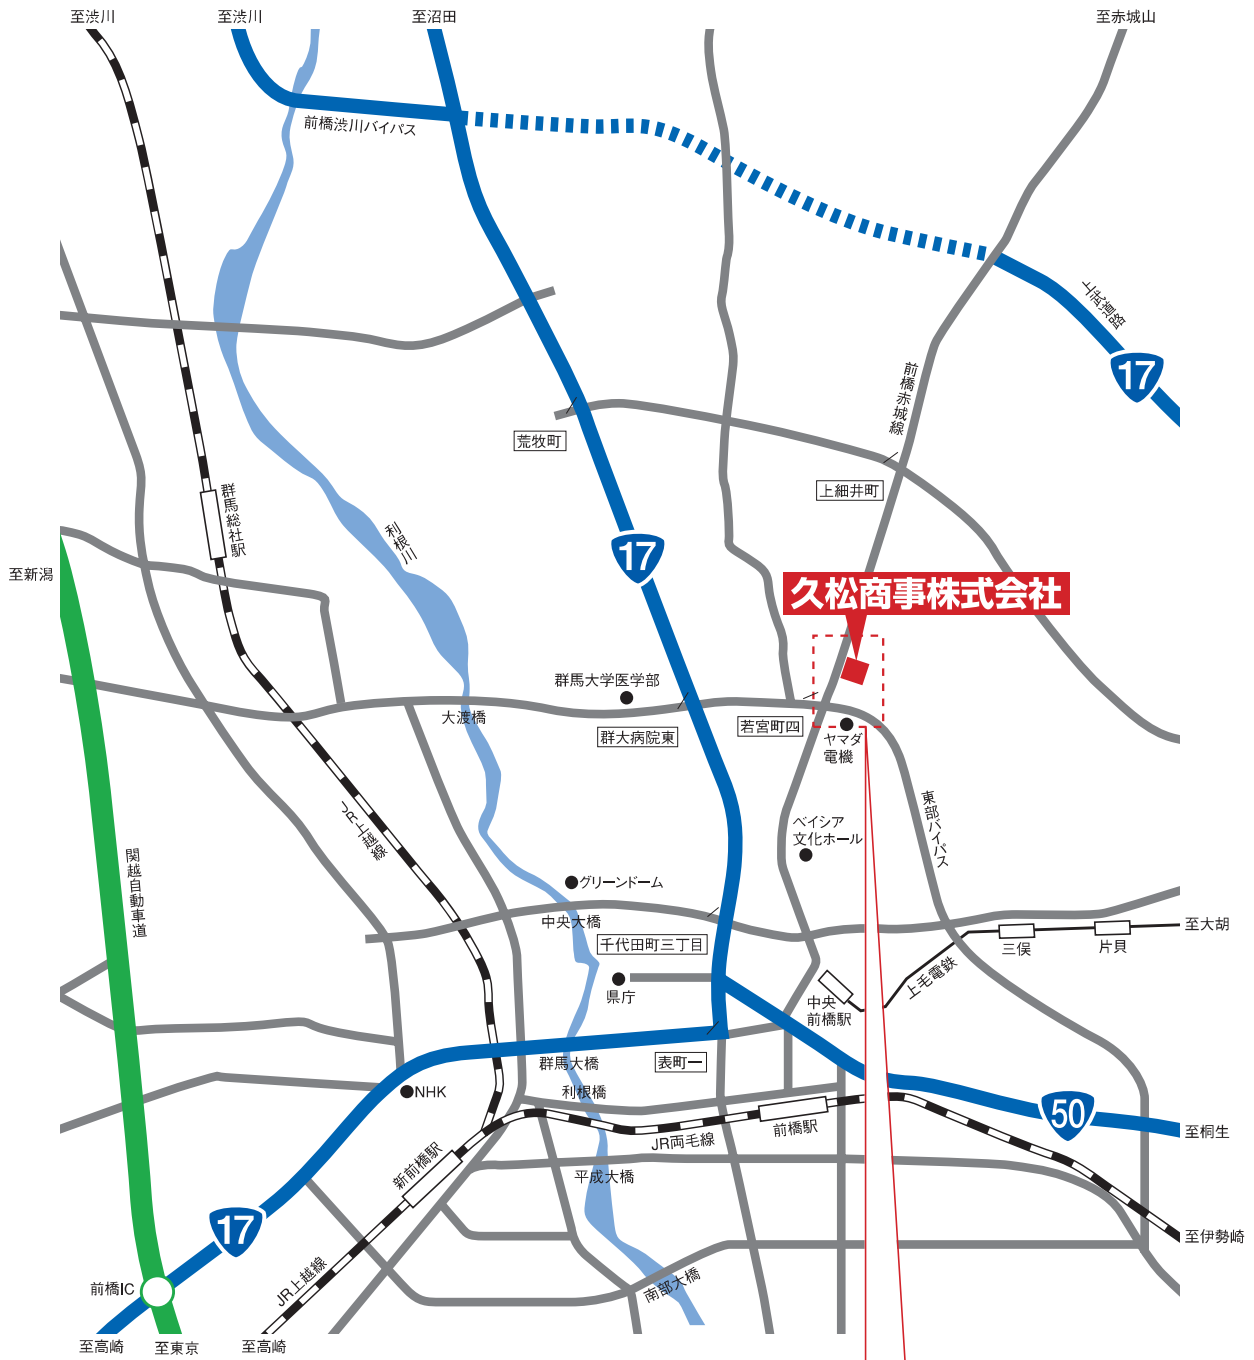 至渋川
至渋川
至沼田
至赤城山
前橋渋川バイパス
上武道路
17
前橋赤城線
荒牧町
上細井町
群馬総社駅
利根川
17
至新潟
久松商事株式会社
群馬大学医学部
大渡橋
群大病院東
若宮町四
ヤマダ
電機
JR上越線
東部バイパス
ベイシア
文化ホール
関越自動車道
グリーンドーム
中央大橋
千代田町三丁目
至大胡
三俣
片貝
上毛電鉄
県庁
中央
前橋駅
群馬大橋
表町一
NHK
利根橋
50
前橋駅
JR両毛線
至桐生
新前橋駅
平成大橋
17
至伊勢崎
前橋IC
JR上越線
南部大橋
至高崎
至東京
至高崎